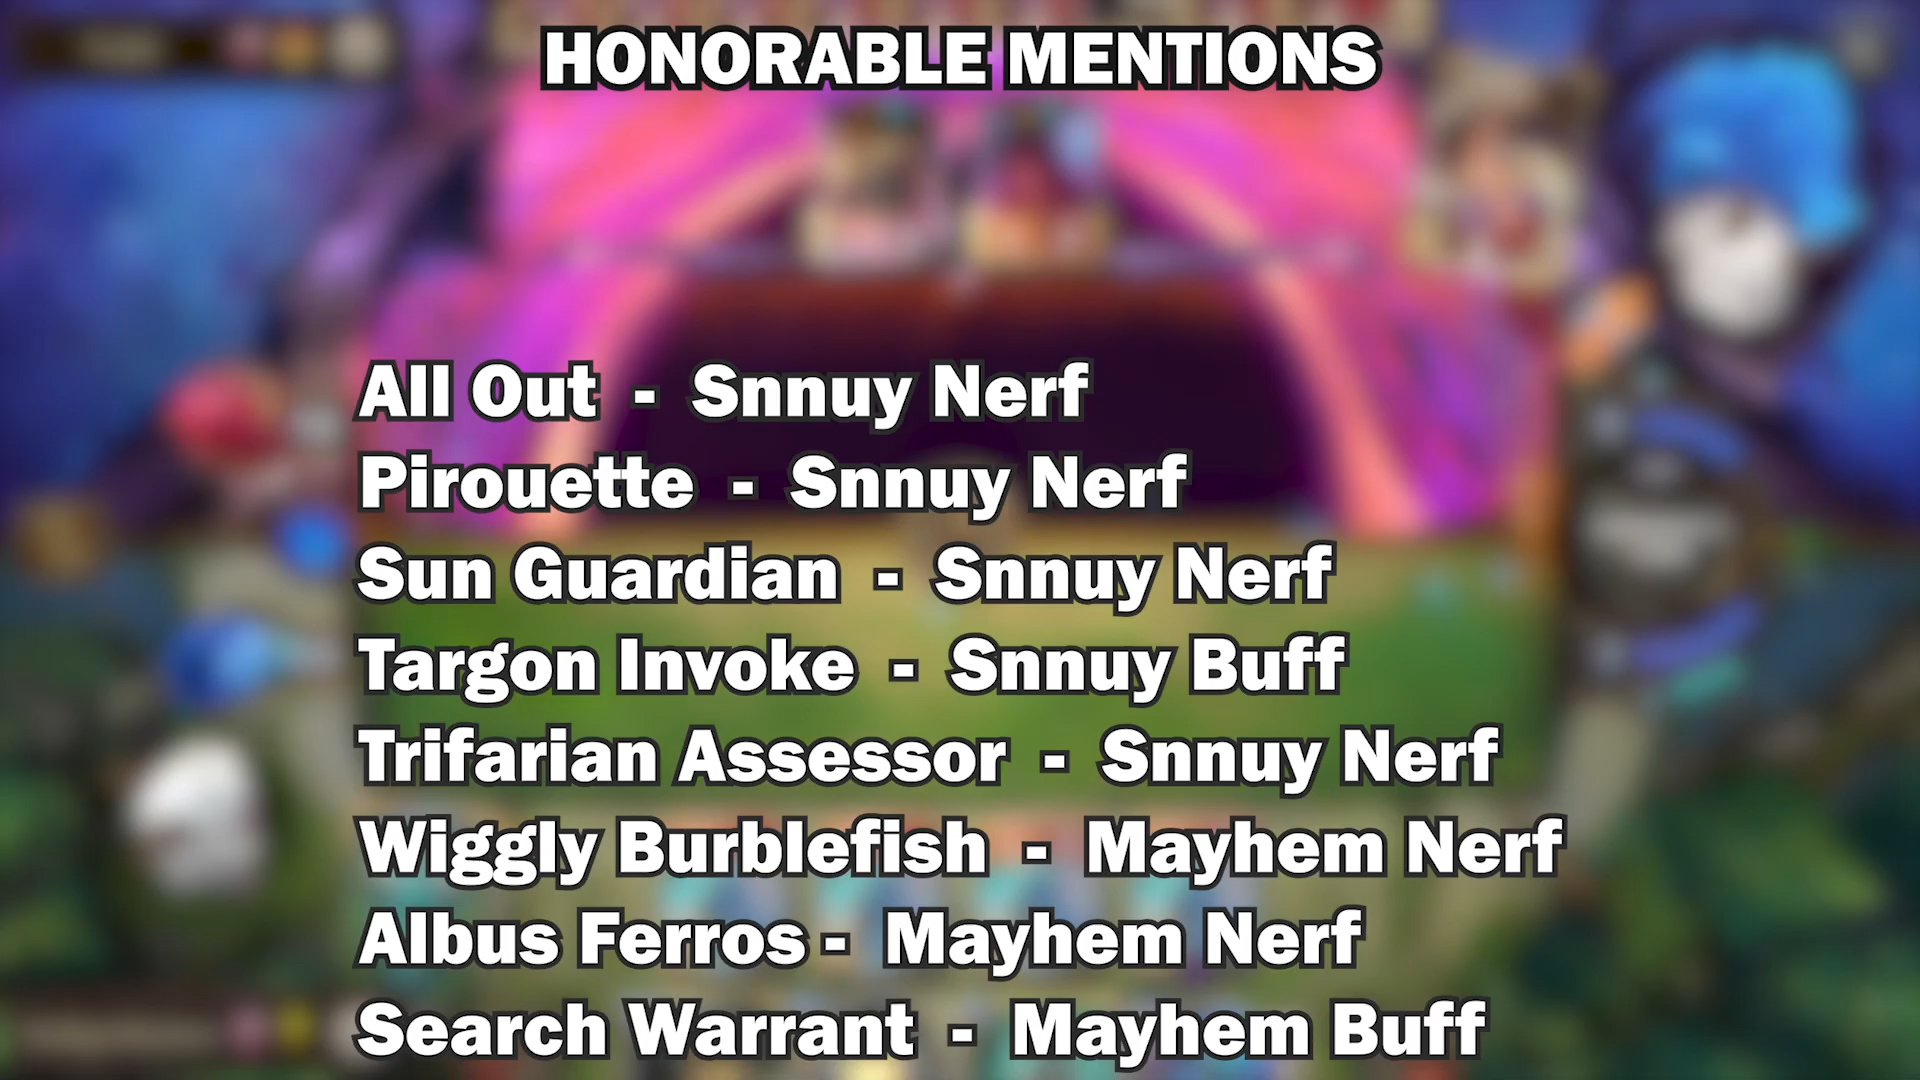 HONORABLE MENTIONS
All Out - Snnuy Nerf
Pirouette - Snnuy Nerf
Sun Guardian - Snnuy Nerf
Targon Invoke - Snnuy Buff
Trifarian Assessor - Snnuy Nerf
Wiggly Burblefish - Mayhem Nerf
Albus Ferros - Mayhem Nerf
Search Warrant - Mayhem Buff